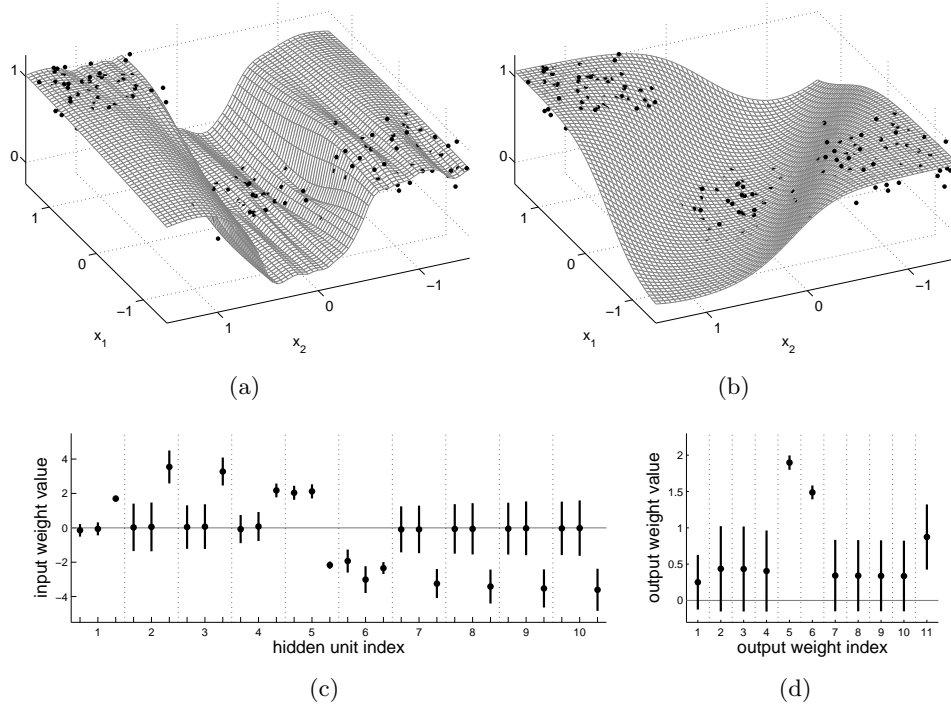 1
0
1
0
−1
x1
1
0
−1
x2
(a)
1
0
1
0
−1
x1
1
0
−1
x2
(b)
input weight value
4
2
0
−2
−4
1 2 3 4 5 6 7 8 9 10
hidden unit index
(c)
output weight value
2
1.5
1
0.5
0
1 2 3 4 5 6 7 8 9 10 11
output weight index
(d)